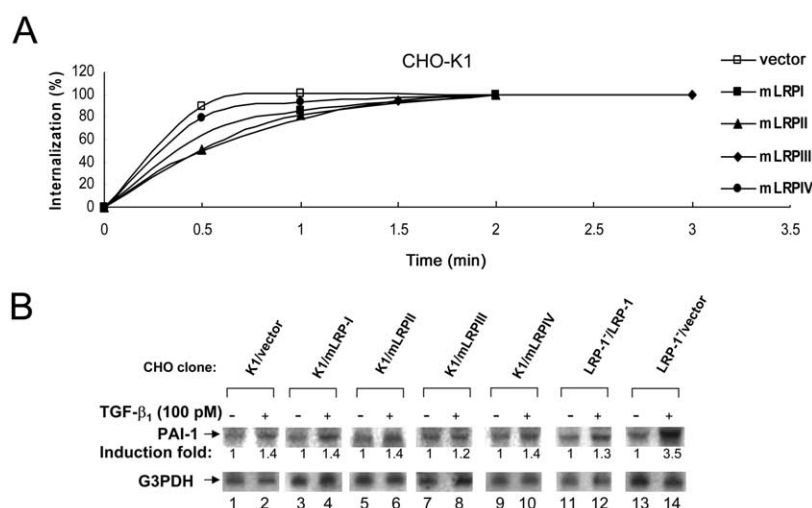 A
CHO-K1
Internalization (%)
120
100
80
60
40
20
0
0 0.5 1 1.5 2 2.5 3 3.5
Time (min)
vector
mLRPI
mLRPII
mLRPIII
mLRPIV
B
CHO clone: K1/vector K1/mLRP-I K1/mLRPII K1/mLRPIII K1/mLRPIV LRP-1⁻/LRP-1 LRP-1⁻/vector
TGF-β₁ (100 pM) - + - + - + - + - + - + - +
PAI-1
Induction fold: 1 1.4 1 1.4 1 1.4 1 1.2 1 1.4 1 1.3 1 3.5
G3PDH
1 2 3 4 5 6 7 8 9 10 11 12 13 14